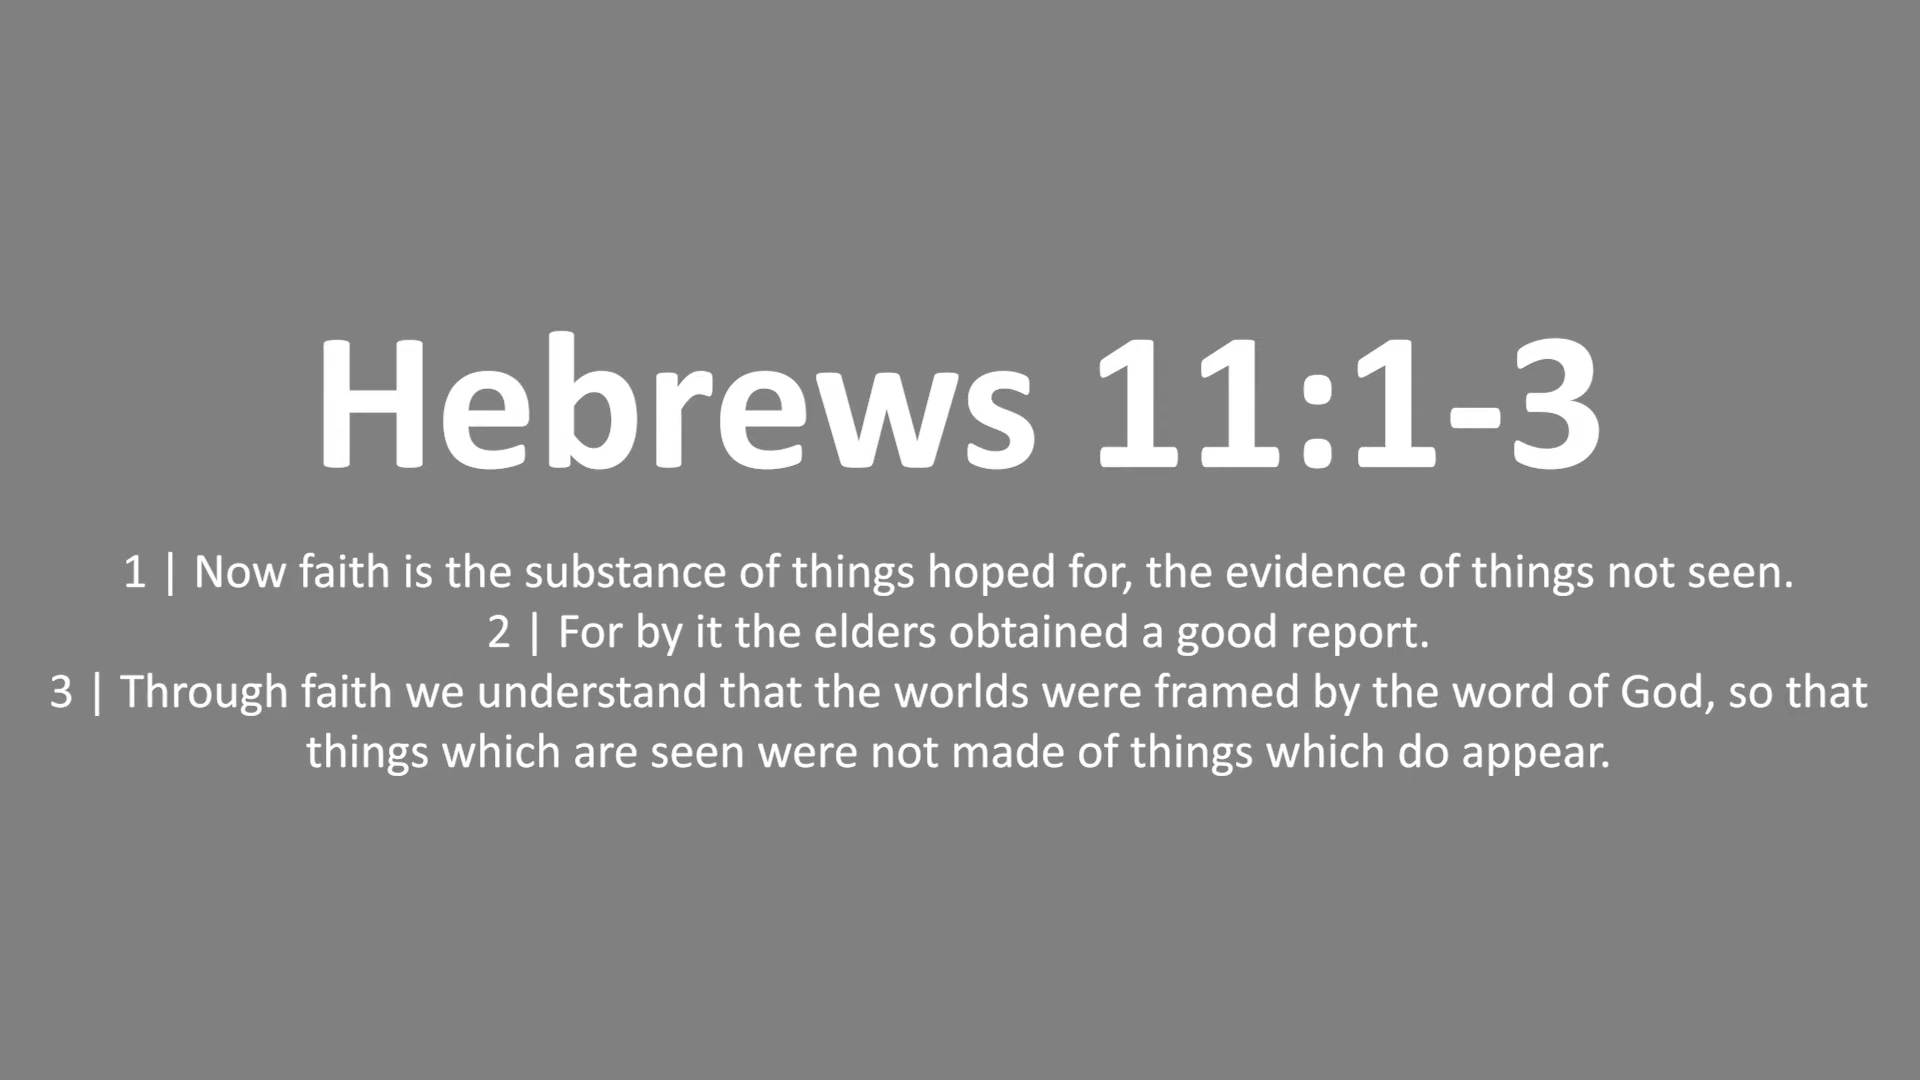 Hebrews 11:1-3
1 | Now faith is the substance of things hoped for, the evidence of things not seen.
2 | For by it the elders obtained a good report.
3 | Through faith we understand that the worlds were framed by the word of God, so that
things which are seen were not made of things which do appear.